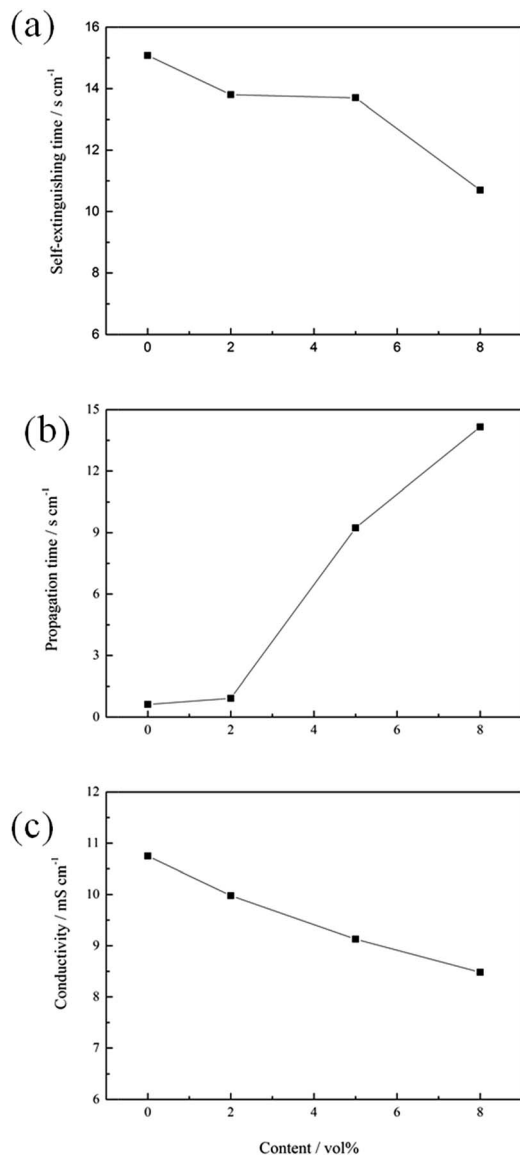 (a)
Self-extinguishing time / s cm⁻¹
16
14
12
10
8
6
0 2 4 6 8
(b)
Propagation time / s cm⁻¹
15
12
9
6
3
0
0 2 4 6 8
(c)
Conductivity / mS cm⁻¹
12
11
10
9
8
7
6
0 2 4 6 8
Content / vol%